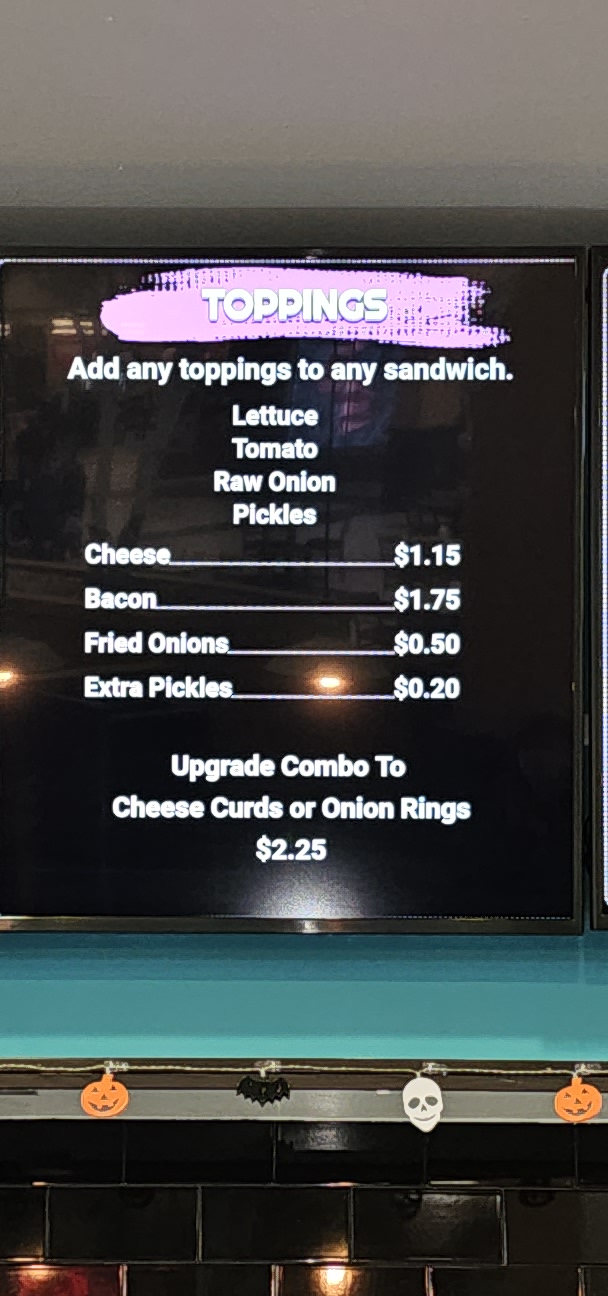 TOPPINGS
Add any toppings to any sandwich.
Lettuce
Tomato
Raw Onion
Pickles
Cheese $1.15
Bacon $1.75
Fried Onions $0.50
Extra Pickles $0.20
Upgrade Combo To
Cheese Curds or Onion Rings
$2.25